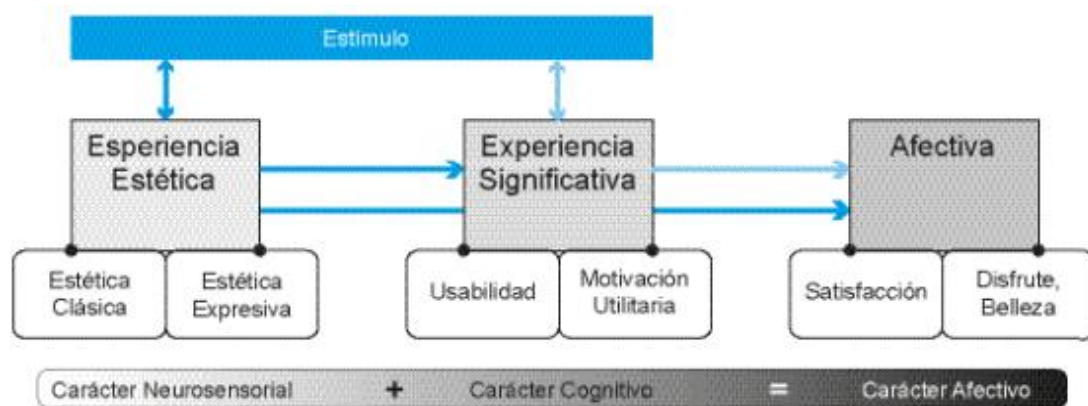 Estímulo
Esperiencia
Estética
Experiencia
Significativa
Afectiva
Estética
Clásica
Estética
Expresiva
Usabilidad
Motivación
Utilitaria
Satisfacción
Disfrute,
Belleza
Carácter Neurosensorial + Carácter Cognitivo = Carácter Afectivo